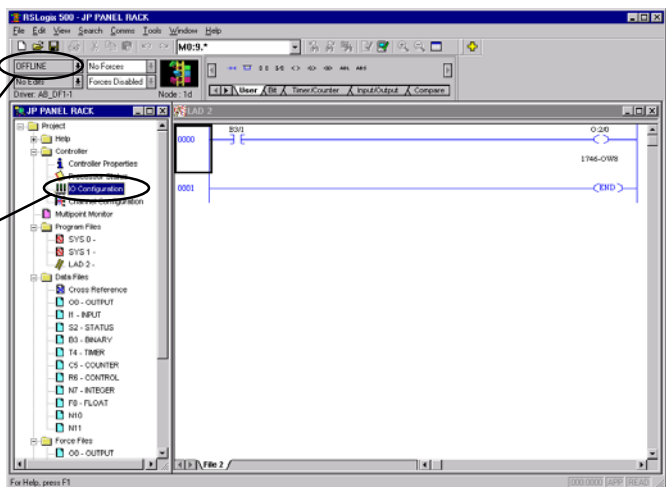 RSLogix 500 - JP PANEL RACK
File Edit View Search Comms Tools Window Help
M0:9.*
OFFLINE No Forces
No Edits Forces Disabled
Driver: AB_DF1-1 Node: 1d
User Bit Timer/Counter Input/Output Compare
JP PANEL RACK
Project
Help
Controller
Controller Properties
Processor Status
IO Configuration
Channel Configuration
Multipoint Monitor
Program Files
SYS 0 -
SYS 1 -
LAD 2 -
Data Files
Cross Reference
O0 - OUTPUT
I1 - INPUT
S2 - STATUS
B3 - BINARY
T4 - TIMER
C5 - COUNTER
R6 - CONTROL
N7 - INTEGER
F8 - FLOAT
N10
N11
Force Files
O0 - OUTPUT
LAD 2
0000
B3/1
O:2/0
1746-OW8
0001
END
File 2
For Help, press F1
000:0000 APP READ